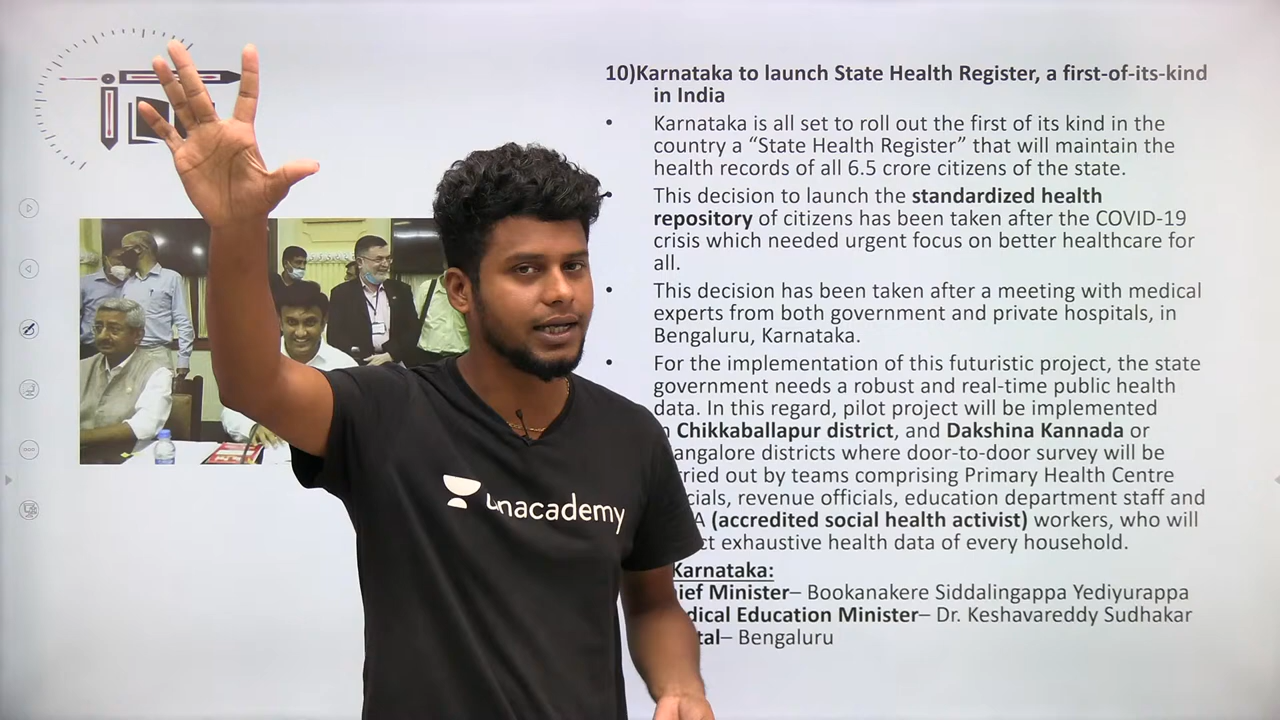 10)Karnataka to launch State Health Register, a first-of-its-kind
in India
• Karnataka is all set to roll out the first of its kind in the
country a “State Health Register” that will maintain the
health records of all 6.5 crore citizens of the state.
• This decision to launch the standardized health
repository of citizens has been taken after the COVID-19
crisis which needed urgent focus on better healthcare for
all.
• This decision has been taken after a meeting with medical
experts from both government and private hospitals, in
Bengaluru, Karnataka.
• For the implementation of this futuristic project, the state
government needs a robust and real-time public health
data. In this regard, pilot project will be implemented
Chikkaballapur district, and Dakshina Kannada or
angalore districts where door-to-door survey will be
ried out by teams comprising Primary Health Centre
cials, revenue officials, education department staff and
A (accredited social health activist) workers, who will
ct exhaustive health data of every household.
Karnataka:
ief Minister– Bookanakere Siddalingappa Yediyurappa
dical Education Minister– Dr. Keshavareddy Sudhakar
tal– Bengaluru
unacademy